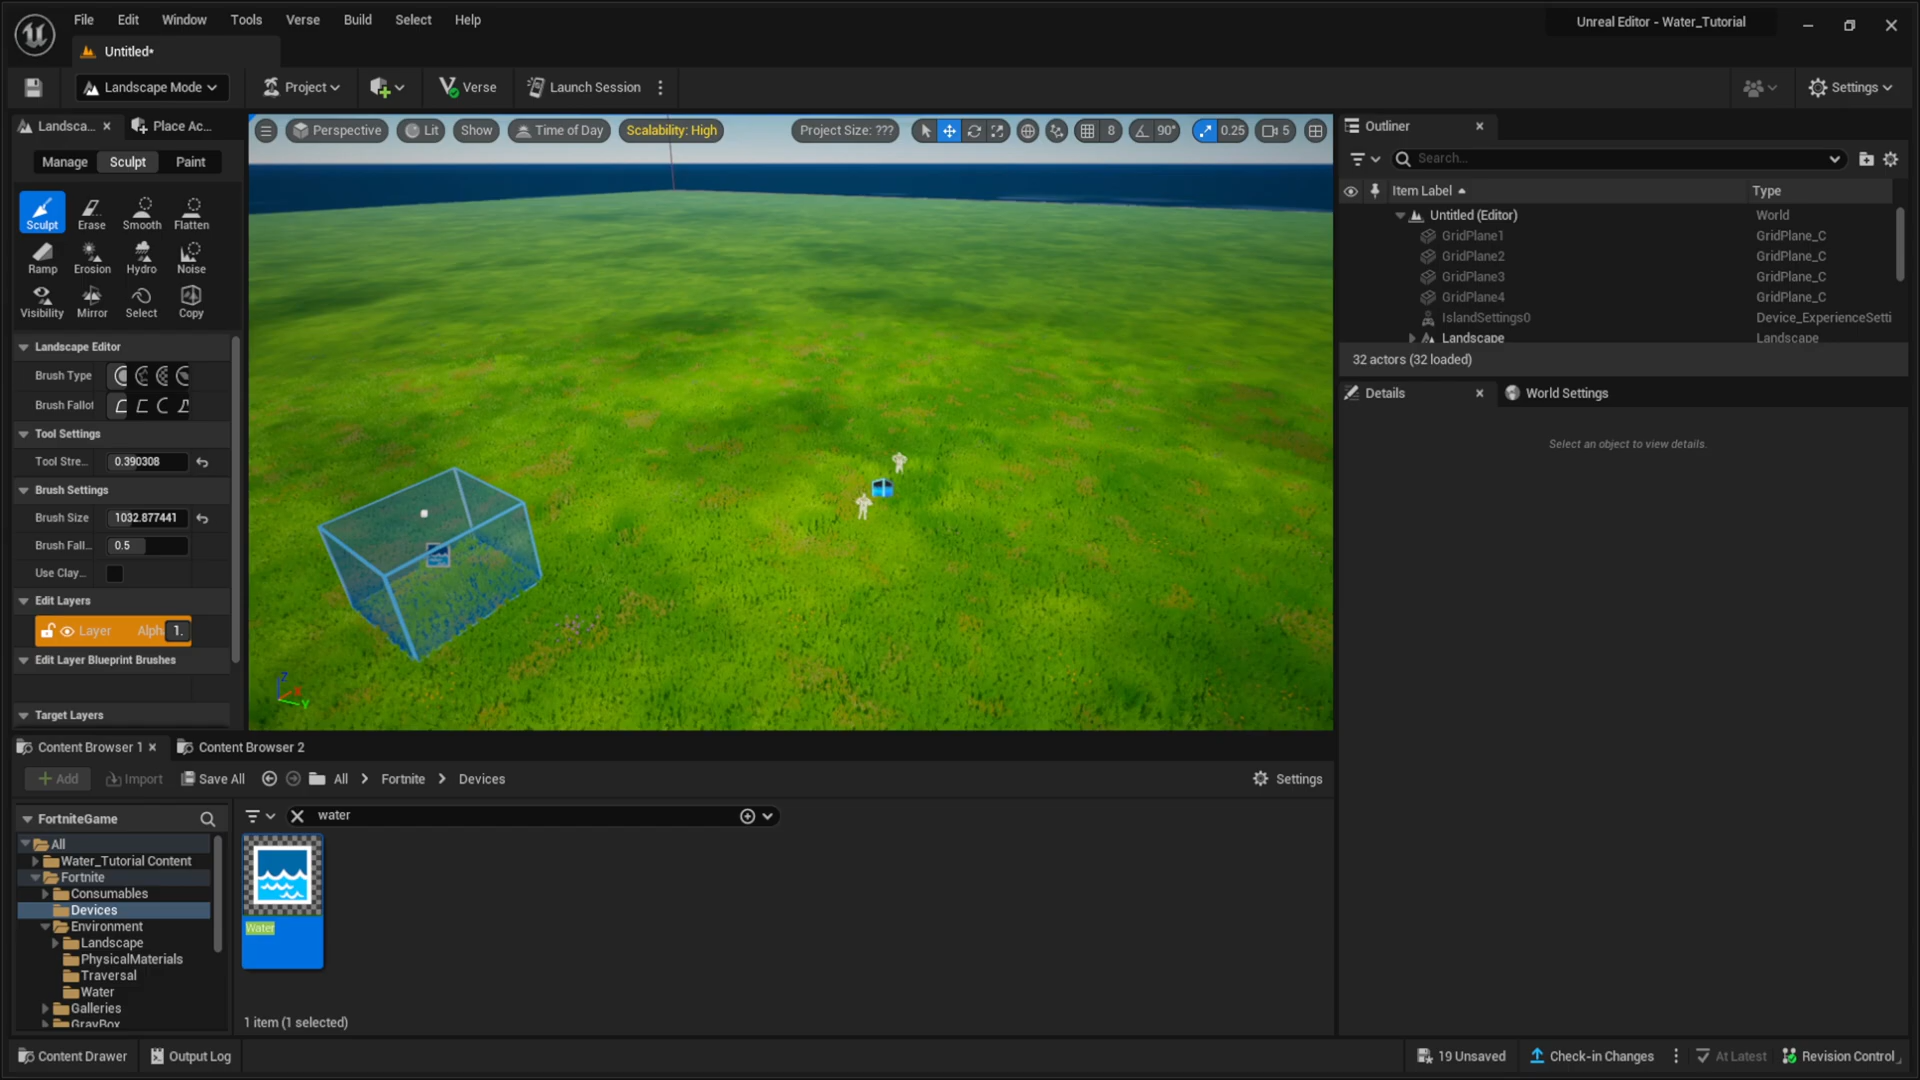 File Edit Window Tools Verse Build Select Help
Unreal Editor - Water_Tutorial
Untitled*
Landscape Mode
Project
Verse
Launch Session
Settings
Landsca...
Place Ac...
Manage Sculpt Paint
Sculpt Erase Smooth Flatten
Ramp Erosion Hydro Noise
Visibility Mirror Select Copy
Landscape Editor
Brush Type
Brush Fallof
Tool Settings
Tool Stre... 0.390308
Brush Settings
Brush Size 1032.877441
Brush Fall... 0.5
Use Clay...
Edit Layers
Layer Alph 1.
Edit Layer Blueprint Brushes
Target Layers
Perspective Lit Show Time of Day Scalability: High Project Size: ??? 8 90° 0.25 5
Z
X
Y
Outliner
Search...
Item Label Type
Untitled (Editor) World
GridPlane1 GridPlane_C
GridPlane2 GridPlane_C
GridPlane3 GridPlane_C
GridPlane4 GridPlane_C
IslandSettings0 Device_ExperienceSetti
Landscape Landscape
32 actors (32 loaded)
Details
World Settings
Select an object to view details.
Content Browser 1
Content Browser 2
Add Import Save All All > Fortnite > Devices Settings
FortniteGame
water
All
Water_Tutorial Content
Fortnite
Consumables
Devices
Environment
Landscape
PhysicalMaterials
Traversal
Water
Galleries
GrayBox
Water
1 item (1 selected)
Content Drawer Output Log
19 Unsaved Check-in Changes At Latest Revision Control